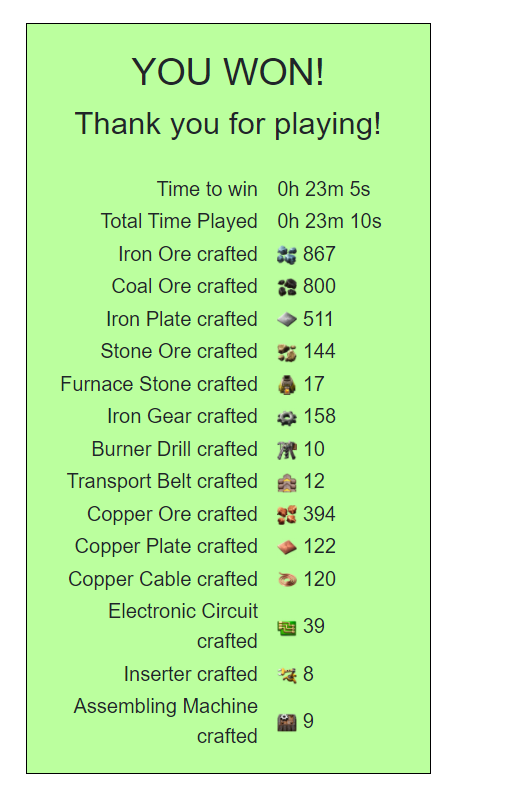 YOU WON!
Thank you for playing!
Time to win 0h 23m 5s
Total Time Played 0h 23m 10s
Iron Ore crafted 867
Coal Ore crafted 800
Iron Plate crafted 511
Stone Ore crafted 144
Furnace Stone crafted 17
Iron Gear crafted 158
Burner Drill crafted 10
Transport Belt crafted 12
Copper Ore crafted 394
Copper Plate crafted 122
Copper Cable crafted 120
Electronic Circuit
crafted 39
Inserter crafted 8
Assembling Machine
crafted 9